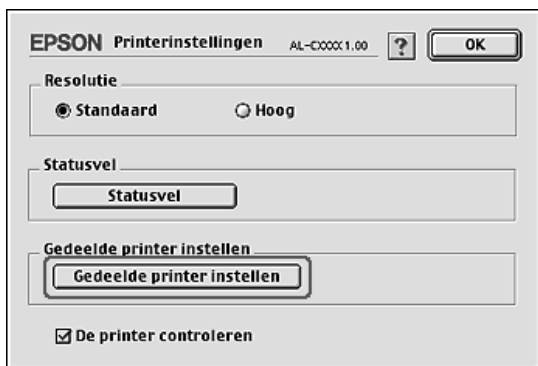 EPSON Printerinstellingen AL-CXXXX 1.00 ? OK
Resolutie
Standaard Hoog
Statusvel
Statusvel
Gedeelde printer instellen
Gedeelde printer instellen
De printer controleren